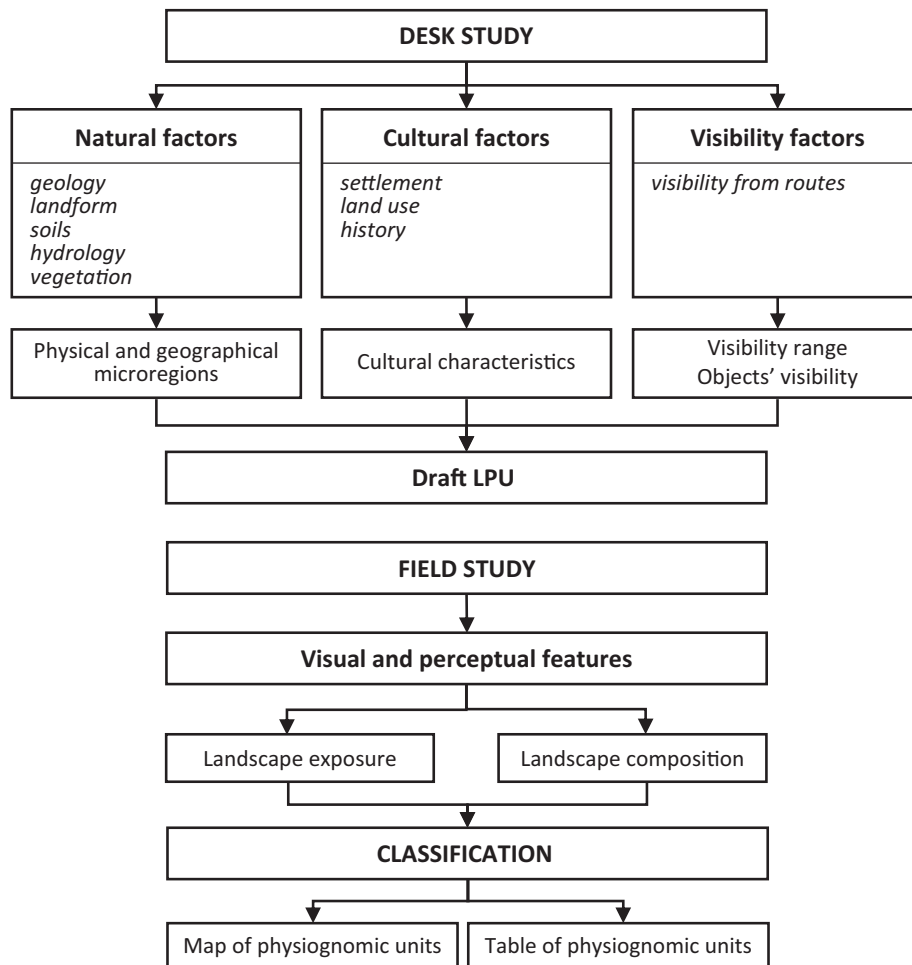 DESK STUDY
Natural factors
geology
landform
soils
hydrology
vegetation
Cultural factors
settlement
land use
history
Visibility factors
visibility from routes
Physical and geographical
microregions
Cultural characteristics
Visibility range
Objects’ visibility
Draft LPU
FIELD STUDY
Visual and perceptual features
Landscape exposure
Landscape composition
CLASSIFICATION
Map of physiognomic units
Table of physiognomic units